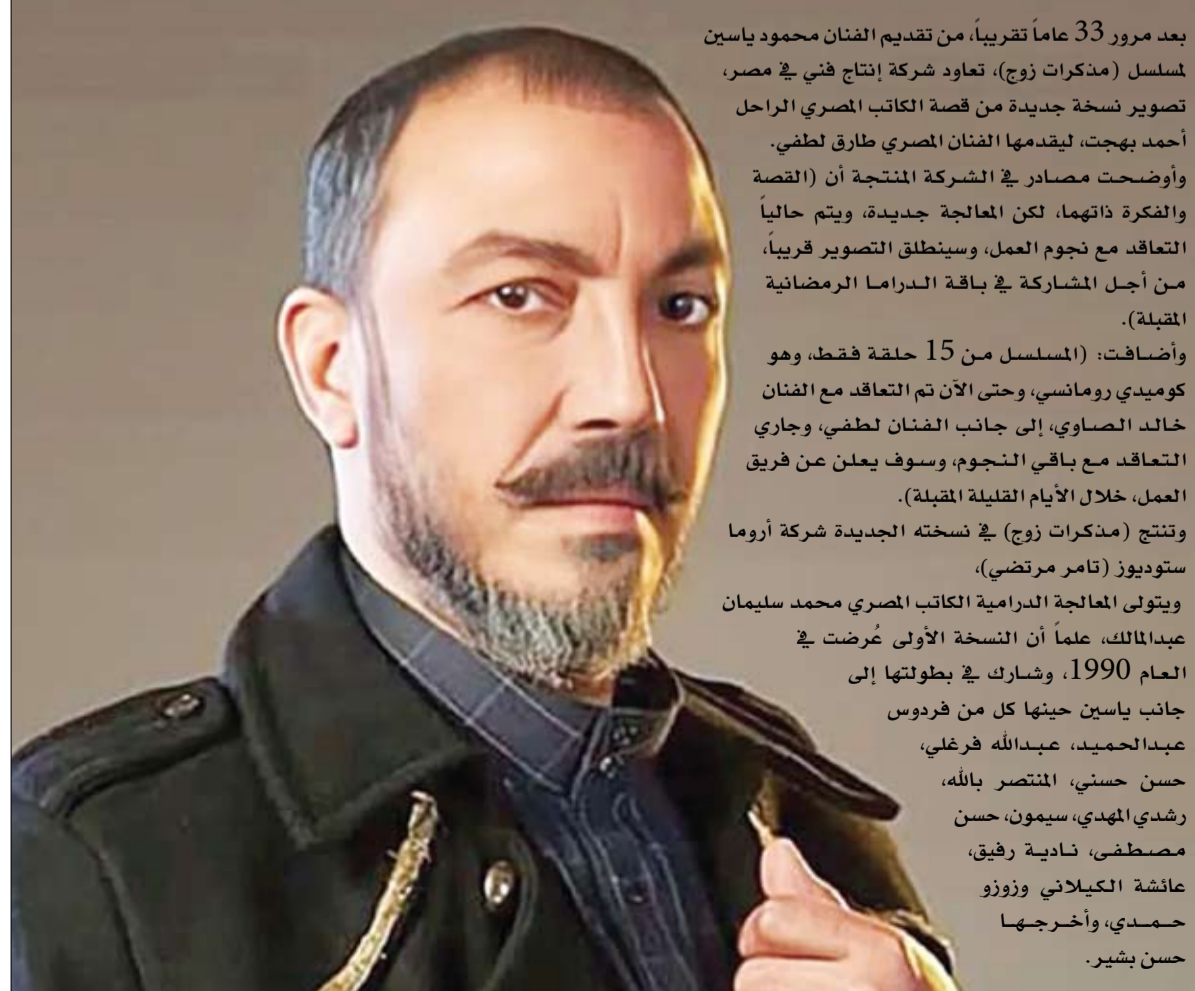 بعد مرور 33 عاماً تقريباً، من تقديم الفنان محمود ياسين
لمسلسل (مذكرات زوج)، تعاود شركة إنتاج فني في مصر،
تصوير نسخة جديدة من قصة الكاتب المصري الراحل
أحمد بهجت، ليقدمها الفنان المصري طارق لطفي.
وأوضحت مصادر في الشركة المنتجة أن (القصة
والفكرة ذاتهما، لكن المعالجة جديدة، ويتم حالياً
التعاقد مع نجوم العمل، وسينطلق التصوير قريباً،
من أجل المشاركة في باقة الدراما الرمضانية
المقبلة).
وأضافت: (المسلسل من 15 حلقة فقط، وهو
كوميدي رومانسي، وحتى الآن تم التعاقد مع الفنان
خالد الصاوي، إلى جانب الفنان لطفي، وجاري
التعاقد مع باقي النجوم، وسوف يعلن عن فريق
العمل، خلال الأيام القليلة المقبلة).
وتنتج (مذكرات زوج) في نسخته الجديدة شركة أروما
ستوديوز (تامر مرتضي)،
ويتولى المعالجة الدرامية الكاتب المصري محمد سليمان
عبدالمالك، علماً أن النسخة الأولى عُرضت في
العام 1990، وشارك في بطولتها إلى
جانب ياسين حينها كل من فردوس
عبدالحميد، عبدالله فرغلي،
حسن حسني، المنتصر بالله،
رشدي المهدي، سيمون، حسن
مصطفى، نادية رفيق،
عائشة الكيلاني وزوزو
حمدي، وأخرجها
حسن بشير.